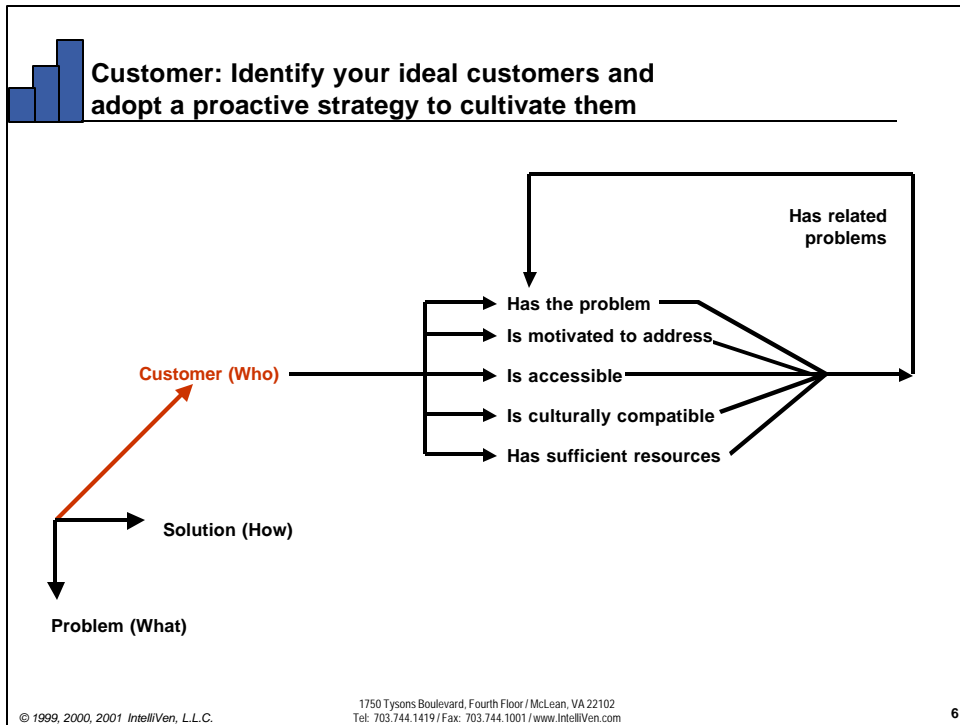 Customer: Identify your ideal customers and
adopt a proactive strategy to cultivate them
Has related
problems
Has the problem
Is motivated to address
Customer (Who)
Is accessible
Is culturally compatible
Has sufficient resources
Solution (How)
Problem (What)
© 1999, 2000, 2001 IntelliVen, L.L.C.
1750 Tysons Boulevard, Fourth Floor / McLean, VA 22102
Tel: 703.744.1419 / Fax: 703.744.1001 / www.IntelliVen.com
6